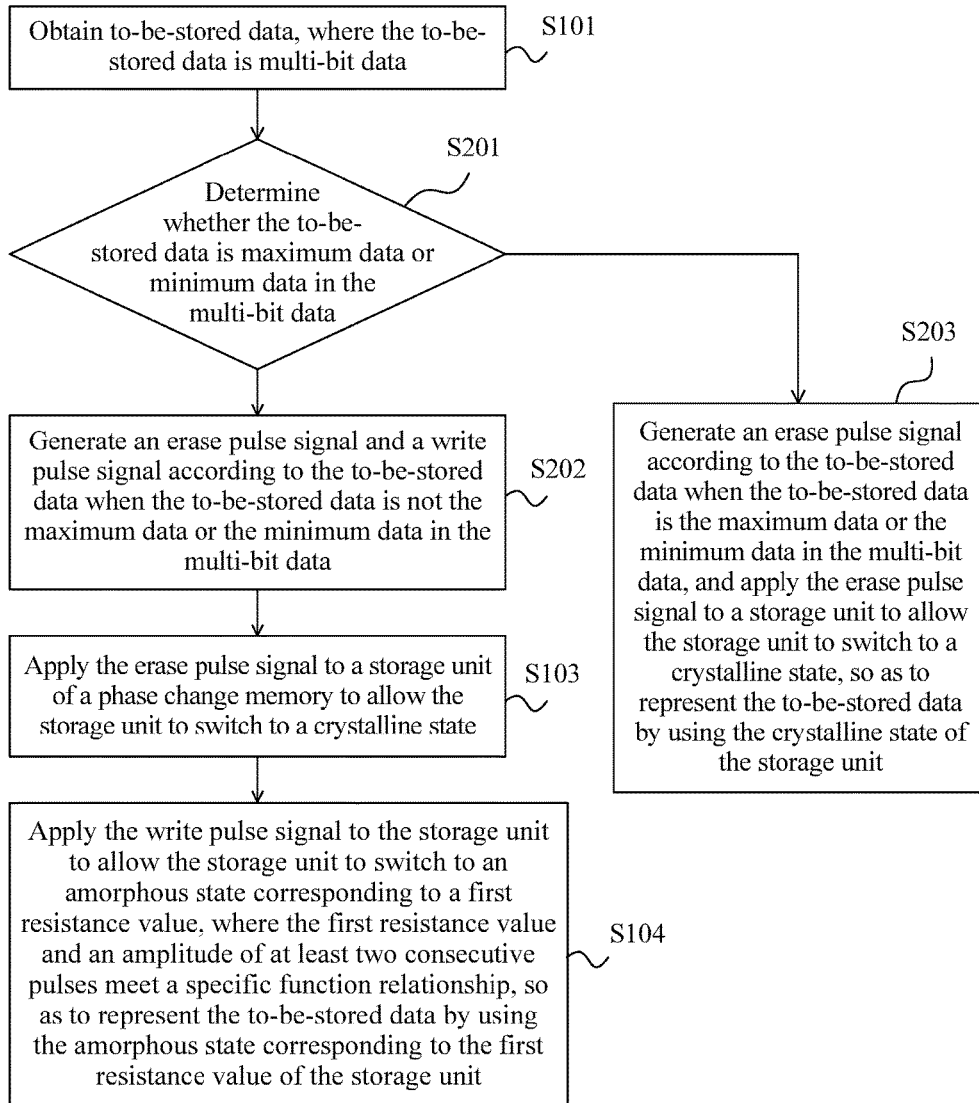 Obtain to-be-stored data, where the to-be-
stored data is multi-bit data
S101
S201
Determine
whether the to-be-
stored data is maximum data or
minimum data in the
multi-bit data
S203
Generate an erase pulse signal and a write
pulse signal according to the to-be-stored
data when the to-be-stored data is not the
maximum data or the minimum data in the
multi-bit data
S202
Generate an erase pulse signal
according to the to-be-stored
data when the to-be-stored data
is the maximum data or the
minimum data in the multi-bit
data, and apply the erase pulse
signal to a storage unit to allow
the storage unit to switch to a
crystalline state, so as to
represent the to-be-stored data
by using the crystalline state of
the storage unit
Apply the erase pulse signal to a storage unit
of a phase change memory to allow the
storage unit to switch to a crystalline state
S103
Apply the write pulse signal to the storage unit
to allow the storage unit to switch to an
amorphous state corresponding to a first
resistance value, where the first resistance value
and an amplitude of at least two consecutive
pulses meet a specific function relationship, so
as to represent the to-be-stored data by using
the amorphous state corresponding to the first
resistance value of the storage unit
S104